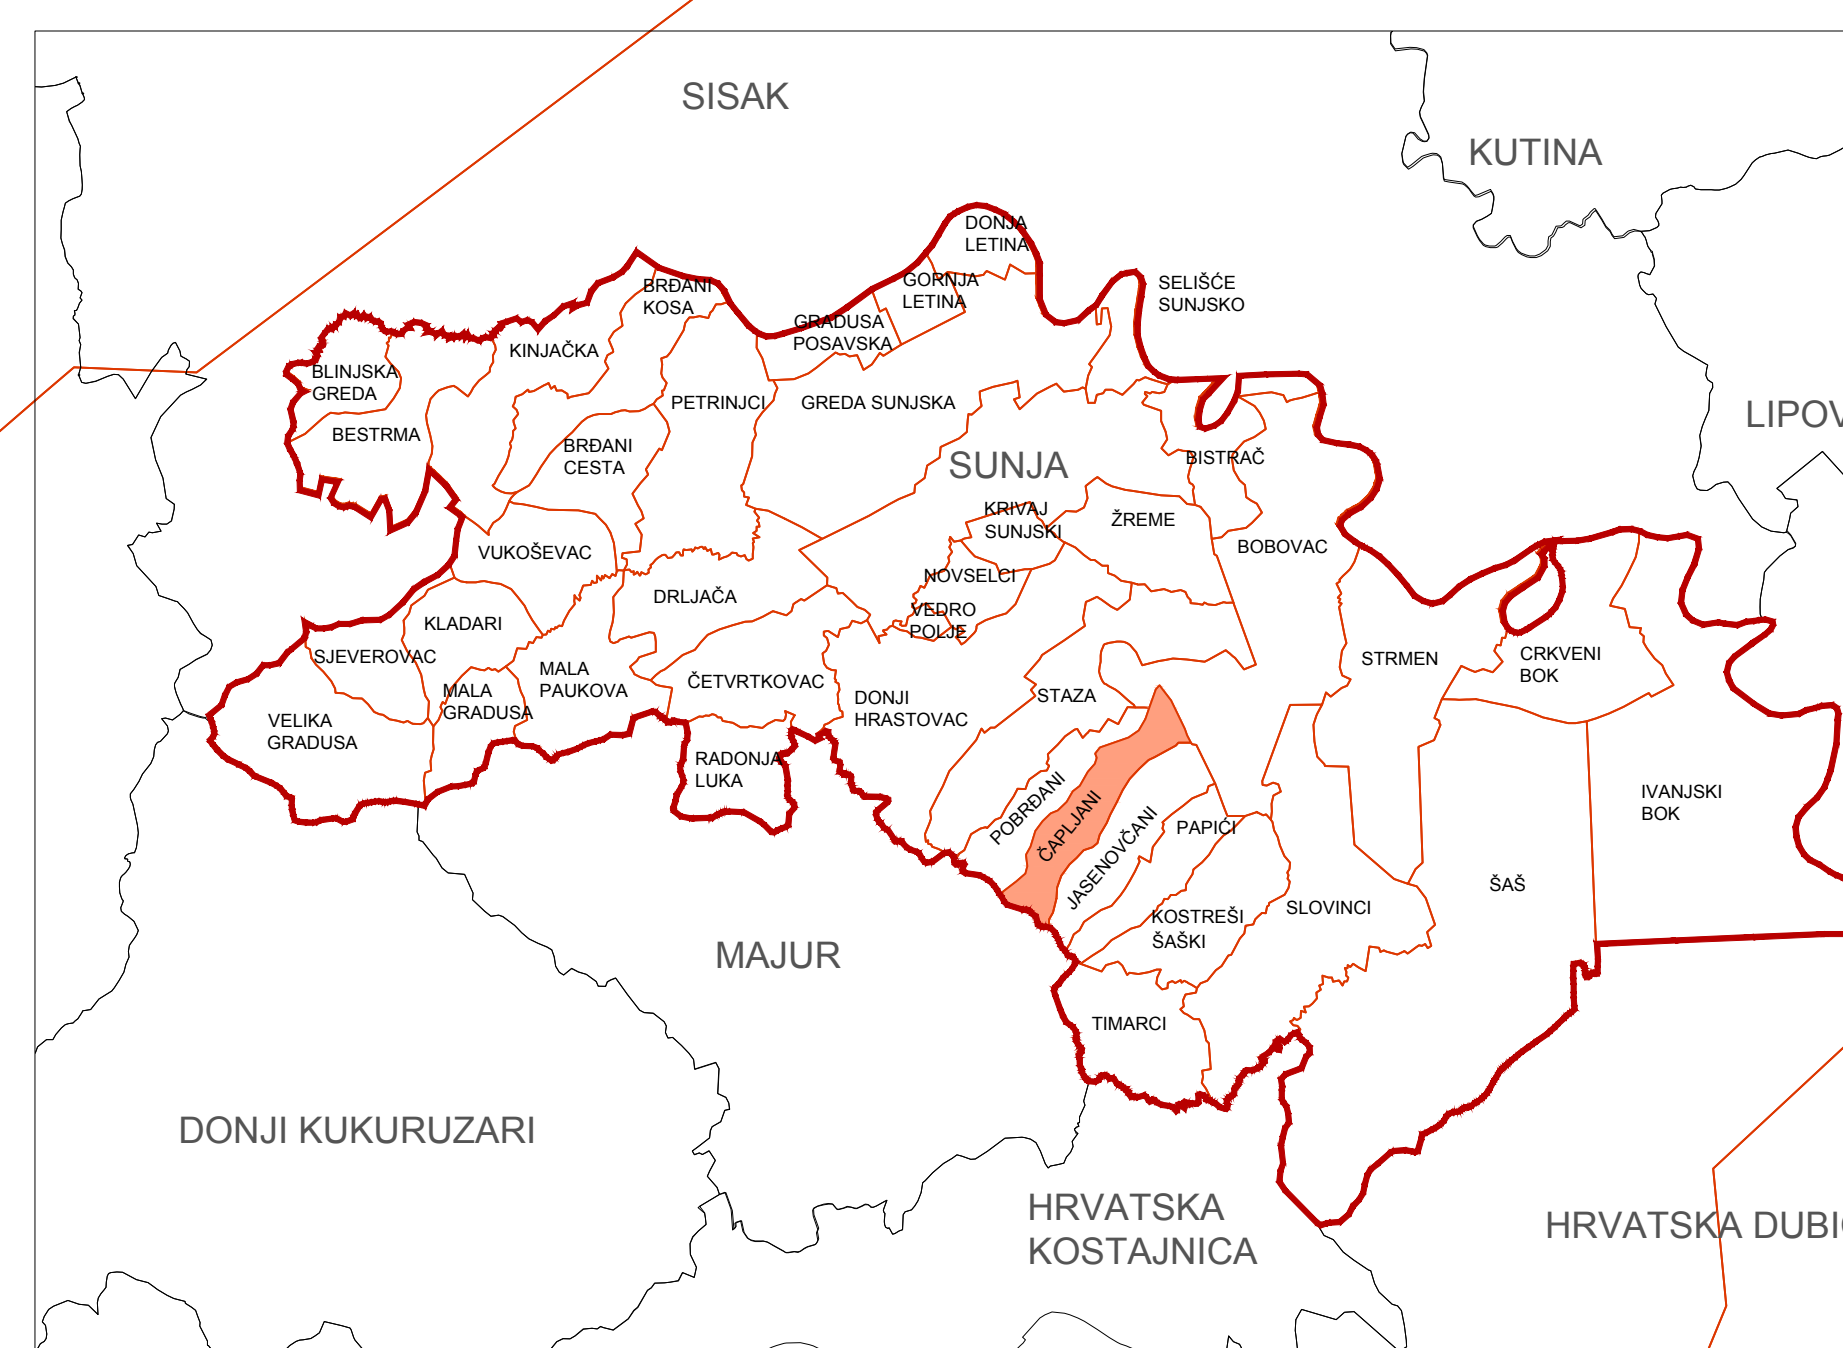 SISAK
KUTINA
DONJA
LETINA
GORNJA
LETINA
SELIŠĆE
SUNJSKO
BRĐANI
KOSA
GRADUSA
POSAVSKA
KINJAČKA
BLINJSKA
GREDA
PETRINJCI
GREDA SUNJSKA
LIPOV
BESTRMA
BRĐANI
CESTA
SUNJA
BISTRAČ
KRIVAJ
SUNJSKI
ŽREME
BOBOVAC
VUKOŠEVAC
NOVSELCI
DRLJAČA
VEDRO
POLJE
KLADARI
SJEVEROVAC
MALA
PAUKOVA
ČETVRTKOVAC
STRMEN
CRKVENI
BOK
MALA
GRADUSA
DONJI
HRASTOVAC
STAZA
VELIKA
GRADUSA
RADONJA
LUKA
IVANJSKI
BOK
POBRĐANI
ČAPLJANI
JASENOVČANI
PAPIĆI
ŠAŠ
KOSTREŠI
ŠAŠKI
SLOVINCI
MAJUR
TIMARCI
DONJI KUKURUZARI
HRVATSKA
KOSTAJNICA
HRVATSKA DUBI